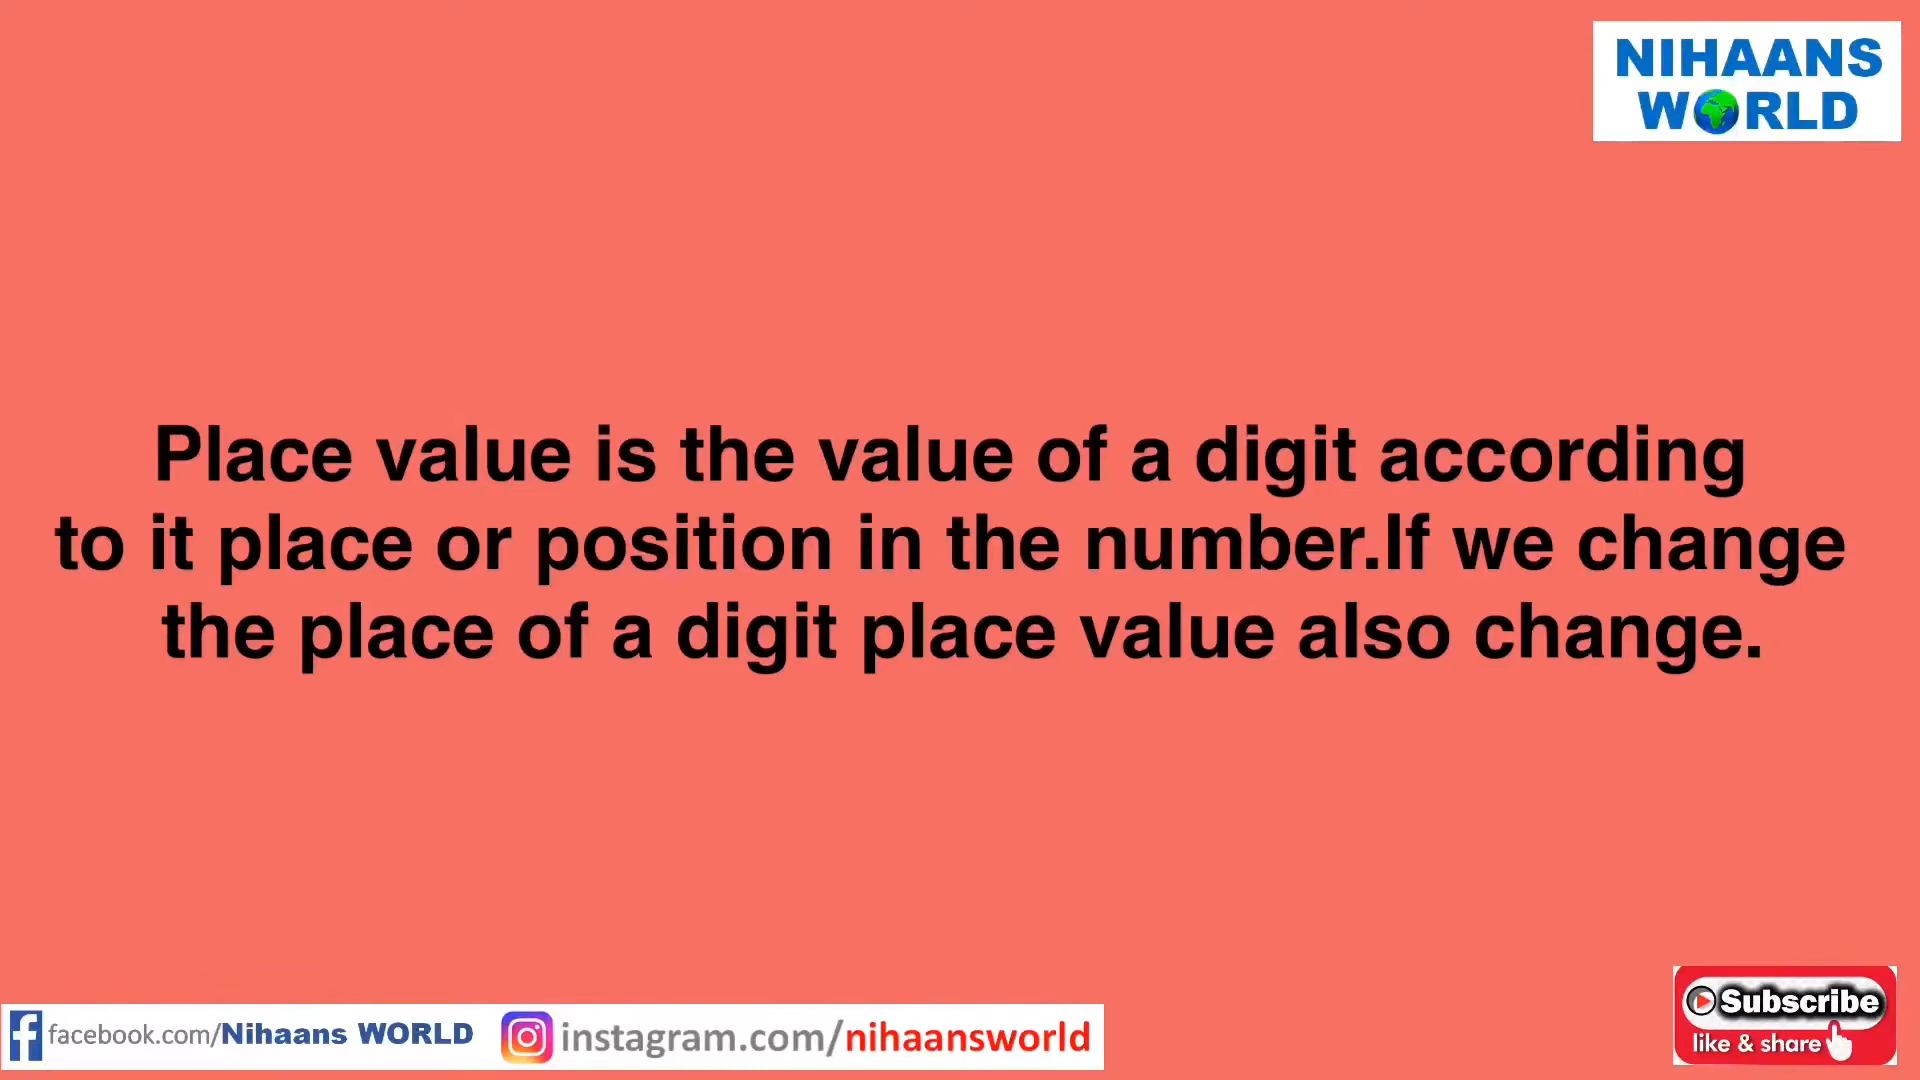 NIHAANS
WORLD
Place value is the value of a digit according
to it place or position in the number.If we change
the place of a digit place value also change.
facebook.com/Nihaans WORLD
instagram.com/nihaansworld
Subscribe
like & share